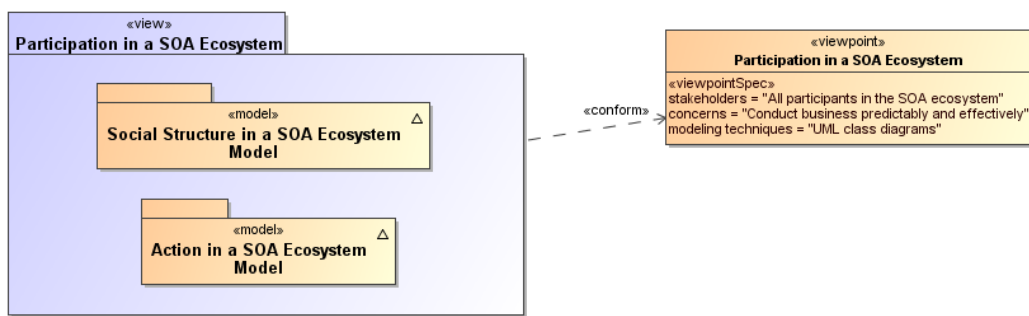 «view»
Participation in a SOA Ecosystem
«model»
Social Structure in a SOA Ecosystem
Model
«model»
Action in a SOA Ecosystem
Model
«conform»
«viewpoint»
Participation in a SOA Ecosystem
«viewpointSpec»
stakeholders = "All participants in the SOA ecosystem"
concerns = "Conduct business predictably and effectively"
modeling techniques = "UML class diagrams"